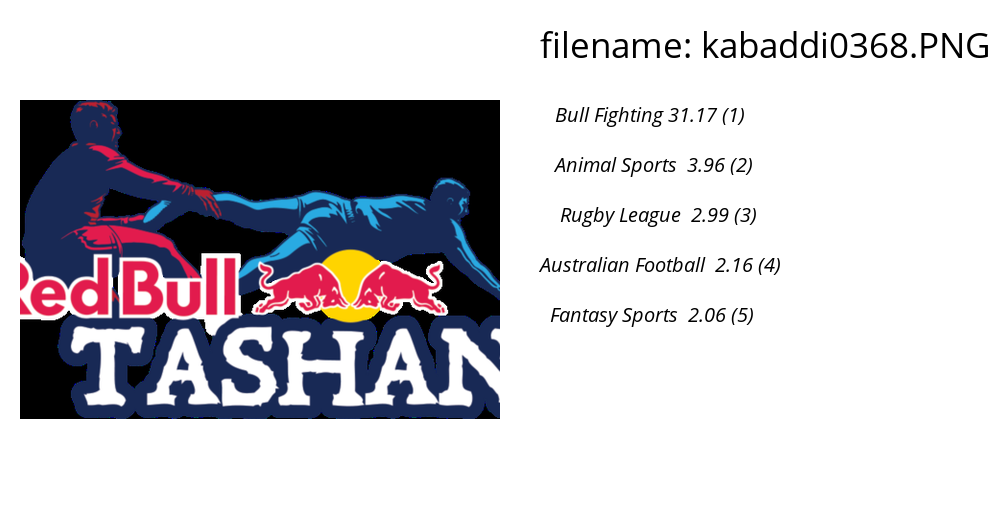 filename: kabaddi0368.PNG
Bull Fighting 31.17 (1)
Animal Sports 3.96 (2)
Rugby League 2.99 (3)
Australian Football 2.16 (4)
Fantasy Sports 2.06 (5)
Red Bull
TASHAN